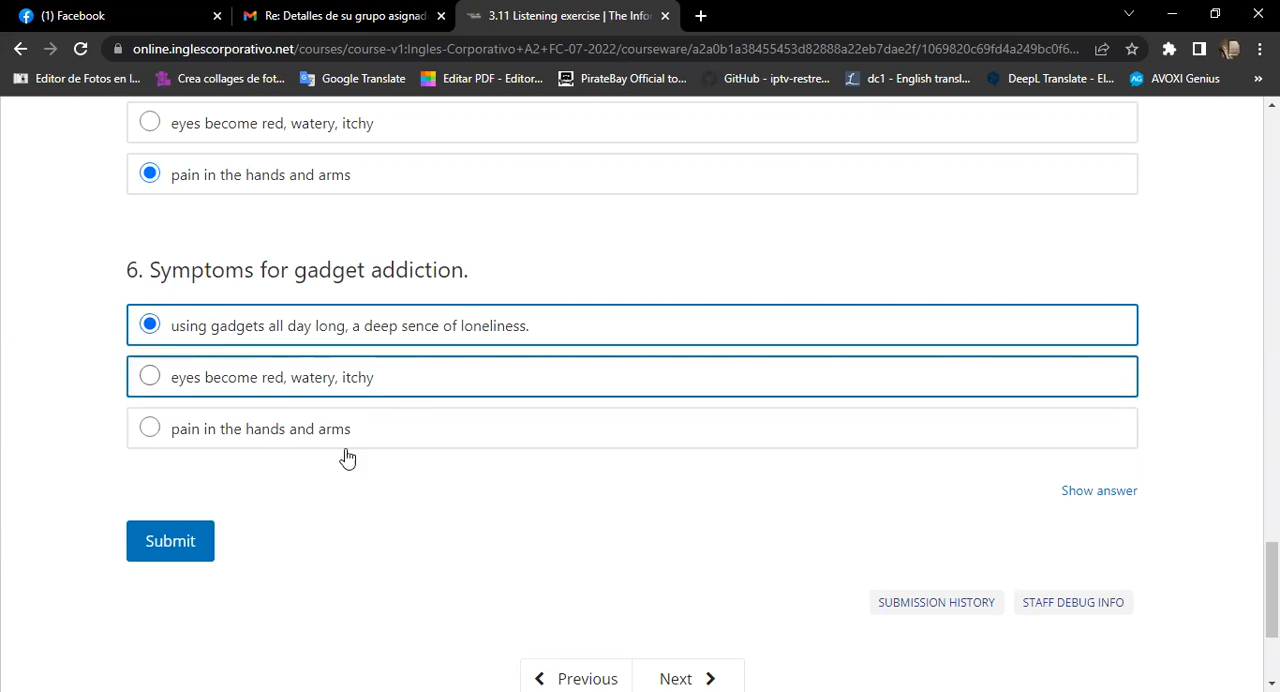 (1) Facebook
Re: Detalles de su grupo asignad
3.11 Listening exercise | The Info
online.inglescorporativo.net/courses/course-v1:Ingles-Corporativo+A2+FC-07-2022/courseware/a2a0b1a38455453d82888a22eb7dae2f/1069820c69fd4a249bc0f6...
Editor de Fotos en l...
Crea collages de fot...
Google Translate
Editar PDF - Editor...
PirateBay Official to...
GitHub - iptv-restre...
dc1 - English transl...
DeepL Translate - El...
AVOXI Genius
eyes become red, watery, itchy
pain in the hands and arms
6. Symptoms for gadget addiction.
using gadgets all day long, a deep sence of loneliness.
eyes become red, watery, itchy
pain in the hands and arms
Show answer
Submit
SUBMISSION HISTORY
STAFF DEBUG INFO
Previous
Next